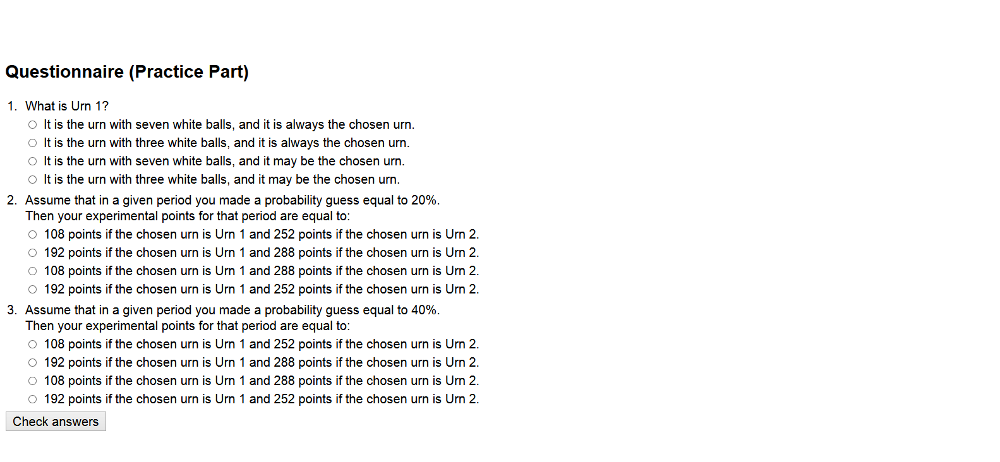 Questionnaire (Practice Part)
1. What is Urn 1?
It is the urn with seven white balls, and it is always the chosen urn.
It is the urn with three white balls, and it is always the chosen urn.
It is the urn with seven white balls, and it may be the chosen urn.
It is the urn with three white balls, and it may be the chosen urn.
2. Assume that in a given period you made a probability guess equal to 20%.
Then your experimental points for that period are equal to:
108 points if the chosen urn is Urn 1 and 252 points if the chosen urn is Urn 2.
192 points if the chosen urn is Urn 1 and 288 points if the chosen urn is Urn 2.
108 points if the chosen urn is Urn 1 and 288 points if the chosen urn is Urn 2.
192 points if the chosen urn is Urn 1 and 252 points if the chosen urn is Urn 2.
3. Assume that in a given period you made a probability guess equal to 40%.
Then your experimental points for that period are equal to:
108 points if the chosen urn is Urn 1 and 252 points if the chosen urn is Urn 2.
192 points if the chosen urn is Urn 1 and 288 points if the chosen urn is Urn 2.
108 points if the chosen urn is Urn 1 and 288 points if the chosen urn is Urn 2.
192 points if the chosen urn is Urn 1 and 252 points if the chosen urn is Urn 2.
Check answers